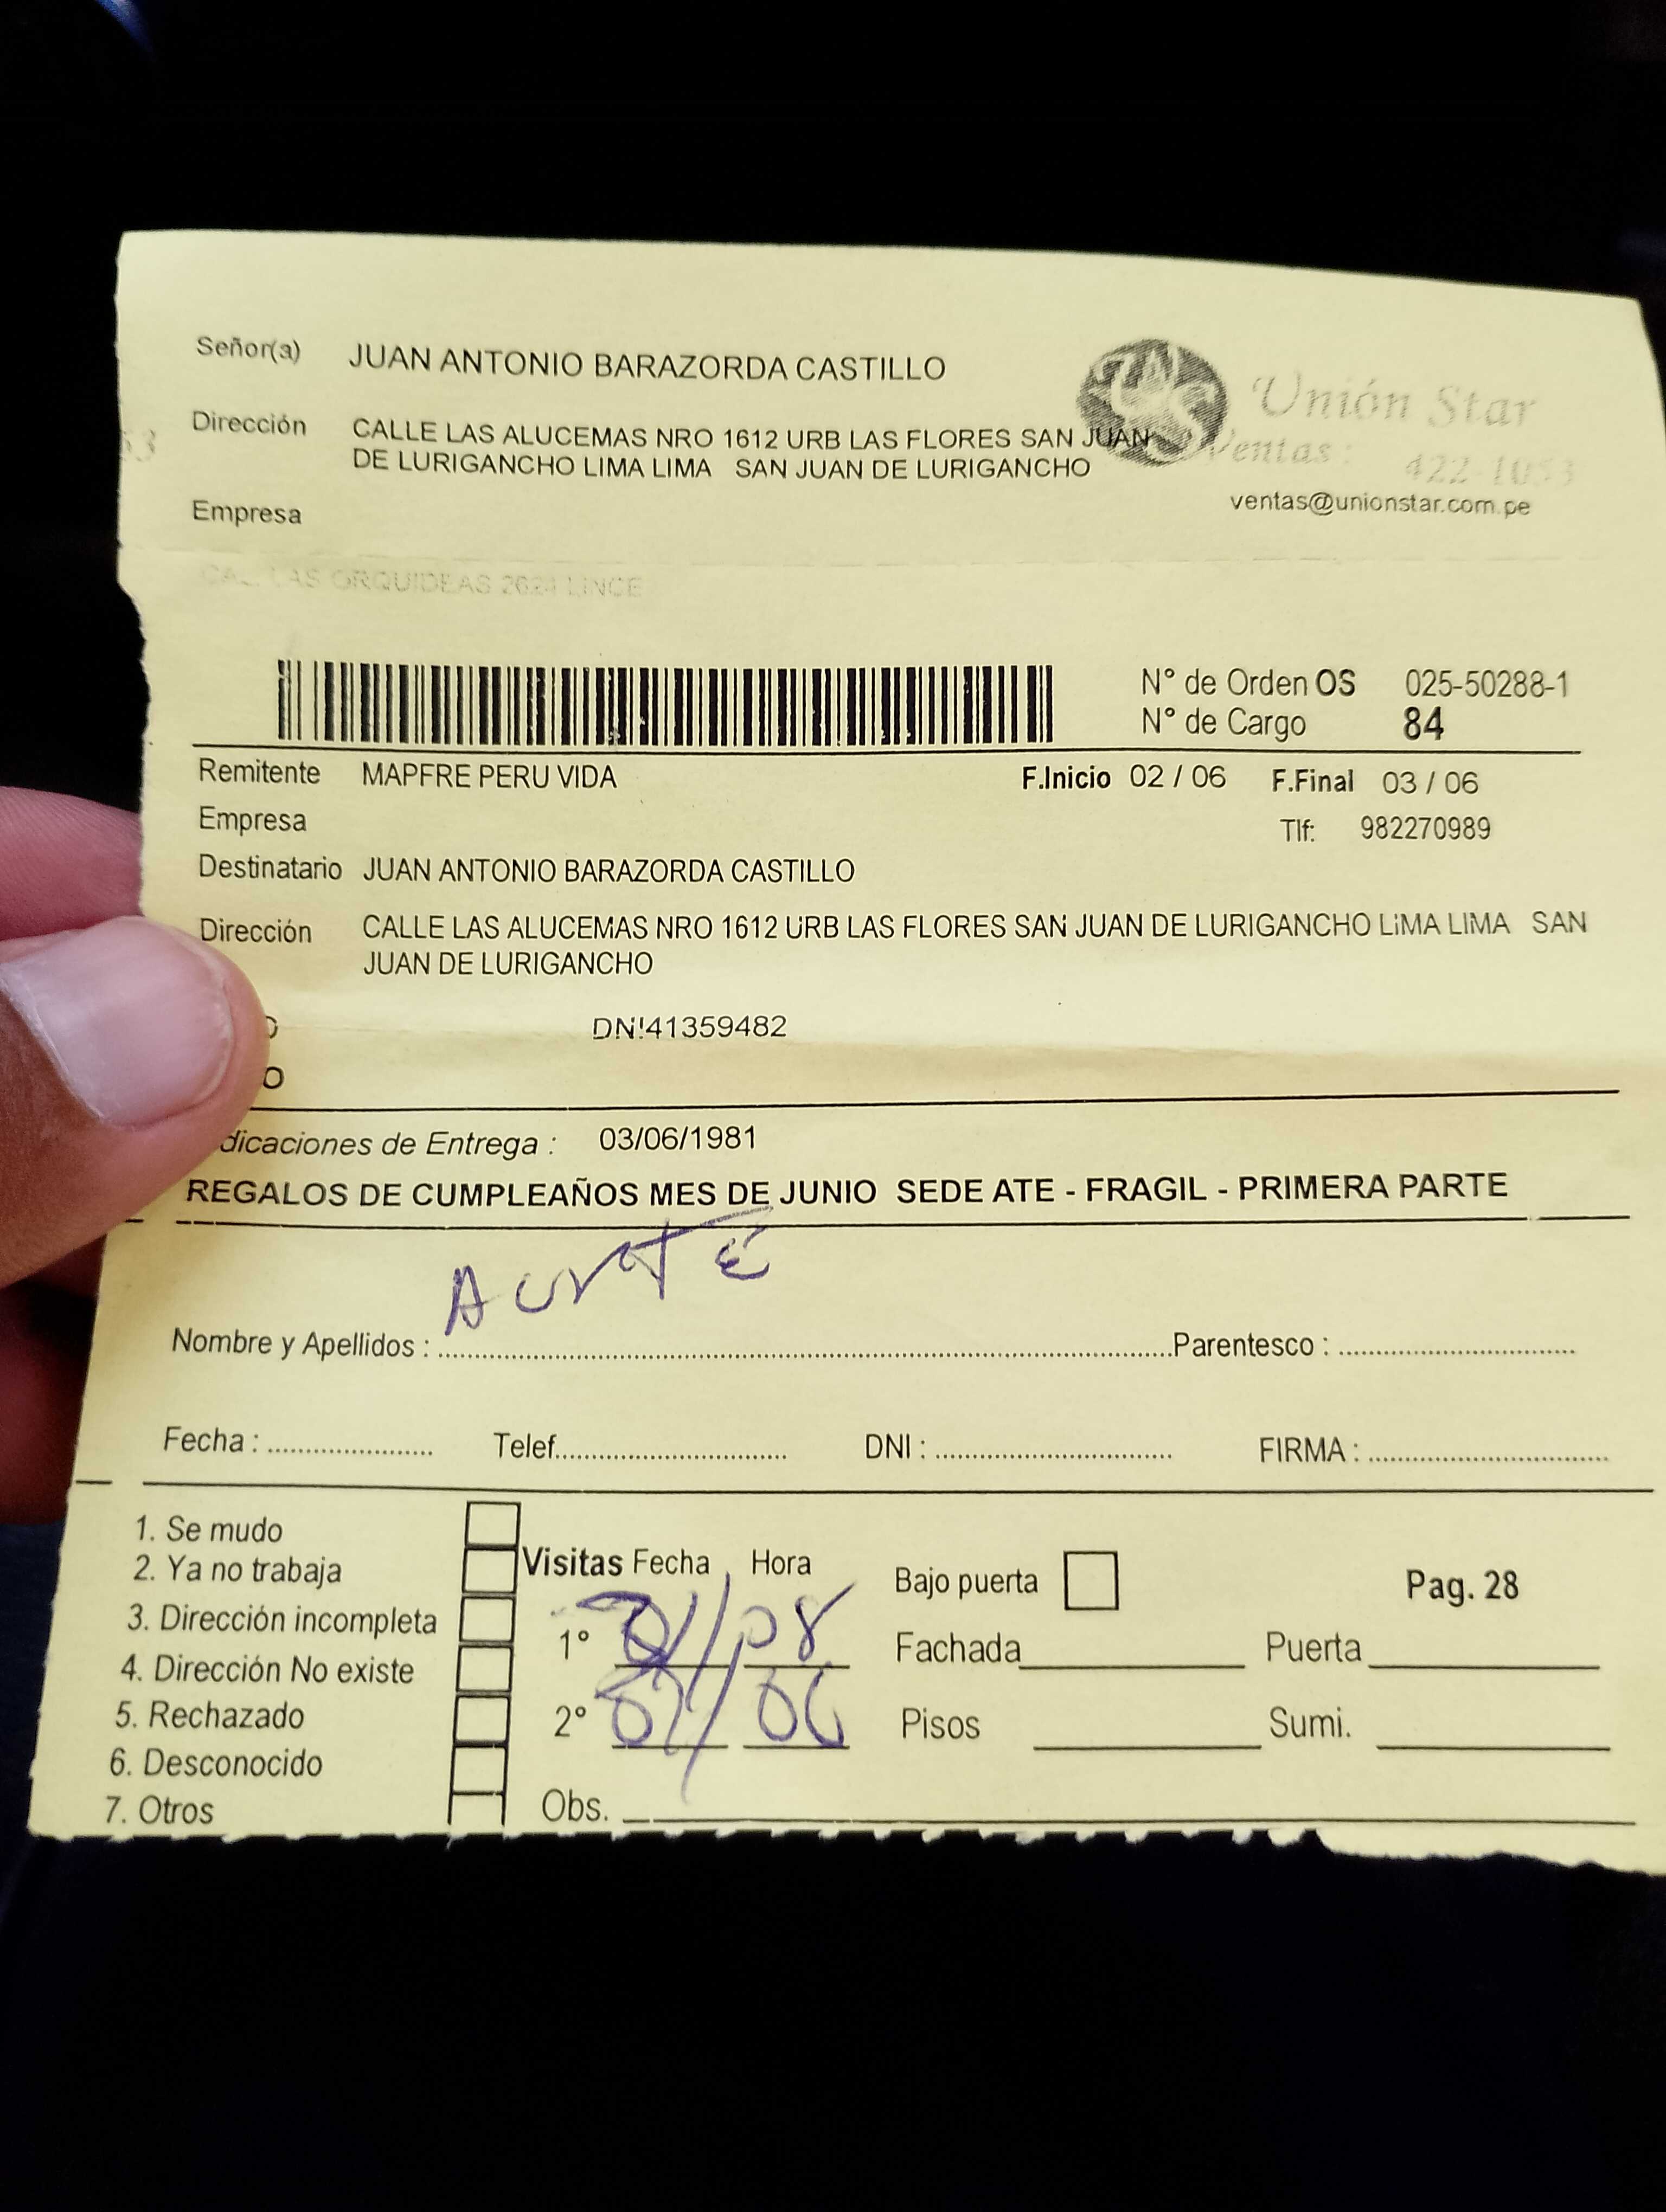 Señor(a) JUAN ANTONIO BARAZORDA CASTILLO
Unión Star
Dirección CALLE LAS ALUCEMAS NRO 1612 URB LAS FLORES SAN JUAN
DE LURIGANCHO LIMA LIMA SAN JUAN DE LURIGANCHO
Ventas: 422-1053
ventas@unionstar.com.pe
Empresa
LAS ORQUIDEAS 2624 LINCE
N° de Orden OS 025-50288-1
N° de Cargo 84
Remitente MAPFRE PERU VIDA F.Inicio 02 / 06 F.Final 03 / 06
Empresa Tlf: 982270989
Destinatario JUAN ANTONIO BARAZORDA CASTILLO
Dirección CALLE LAS ALUCEMAS NRO 1612 URB LAS FLORES SAN JUAN DE LURIGANCHO LIMA LIMA SAN
JUAN DE LURIGANCHO
O DNI41359482
O
dicaciones de Entrega : 03/06/1981
REGALOS DE CUMPLEAÑOS MES DE JUNIO SEDE ATE - FRAGIL - PRIMERA PARTE
Nombre y Apellidos : Parentesco :
Fecha : Telef. DNI : FIRMA :
1. Se mudo
2. Ya no trabaja
3. Dirección incompleta
4. Dirección No existe
5. Rechazado
6. Desconocido
7. Otros
Visitas Fecha Hora
1°
2° 06
Obs.
Bajo puerta Pag. 28
Fachada Puerta
Pisos Sumi.